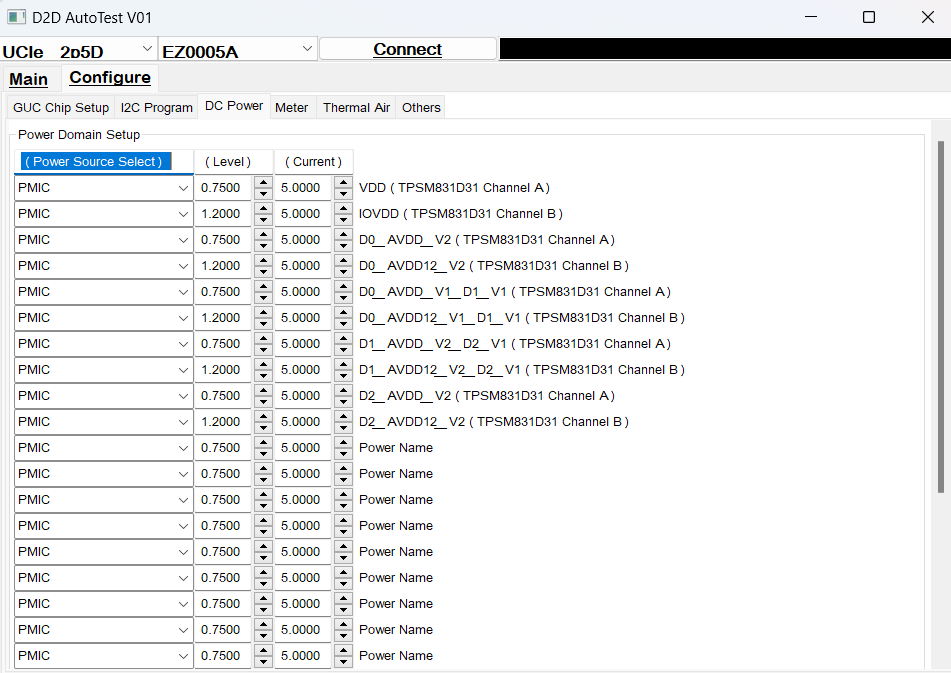 D2D AutoTest V01
UCIe 2p5D EZ0005A Connect
Main Configure
GUC Chip Setup I2C Program DC Power Meter Thermal Air Others
Power Domain Setup
( Power Source Select ) ( Level ) ( Current )
PMIC 0.7500 5.0000 VDD ( TPSM831D31 Channel A )
PMIC 1.2000 5.0000 IOVDD ( TPSM831D31 Channel B )
PMIC 0.7500 5.0000 D0__AVDD__V2 ( TPSM831D31 Channel A )
PMIC 1.2000 5.0000 D0__AVDD12__V2 ( TPSM831D31 Channel B )
PMIC 0.7500 5.0000 D0__AVDD__V1__D1__V1 ( TPSM831D31 Channel A )
PMIC 1.2000 5.0000 D0__AVDD12__V1__D1__V1 ( TPSM831D31 Channel B )
PMIC 0.7500 5.0000 D1__AVDD__V2__D2__V1 ( TPSM831D31 Channel A )
PMIC 1.2000 5.0000 D1__AVDD12__V2__D2__V1 ( TPSM831D31 Channel B )
PMIC 0.7500 5.0000 D2__AVDD__V2 ( TPSM831D31 Channel A )
PMIC 1.2000 5.0000 D2__AVDD12__V2 ( TPSM831D31 Channel B )
PMIC 0.7500 5.0000 Power Name
PMIC 0.7500 5.0000 Power Name
PMIC 0.7500 5.0000 Power Name
PMIC 0.7500 5.0000 Power Name
PMIC 0.7500 5.0000 Power Name
PMIC 0.7500 5.0000 Power Name
PMIC 0.7500 5.0000 Power Name
PMIC 0.7500 5.0000 Power Name
PMIC 0.7500 5.0000 Power Name